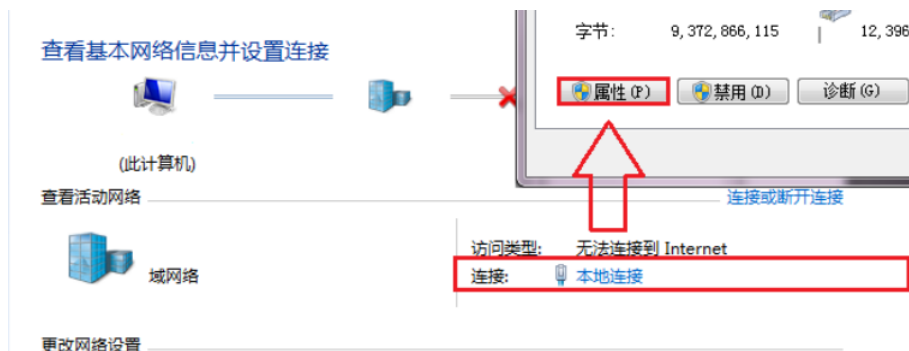 字节: 9,372,866,115 12,396
查看基本网络信息并设置连接
属性(P) 禁用(D) 诊断(G)
(此计算机)
查看活动网络 连接或断开连接
访问类型: 无法连接到 Internet
域网络 连接: 本地连接
更改网络设置